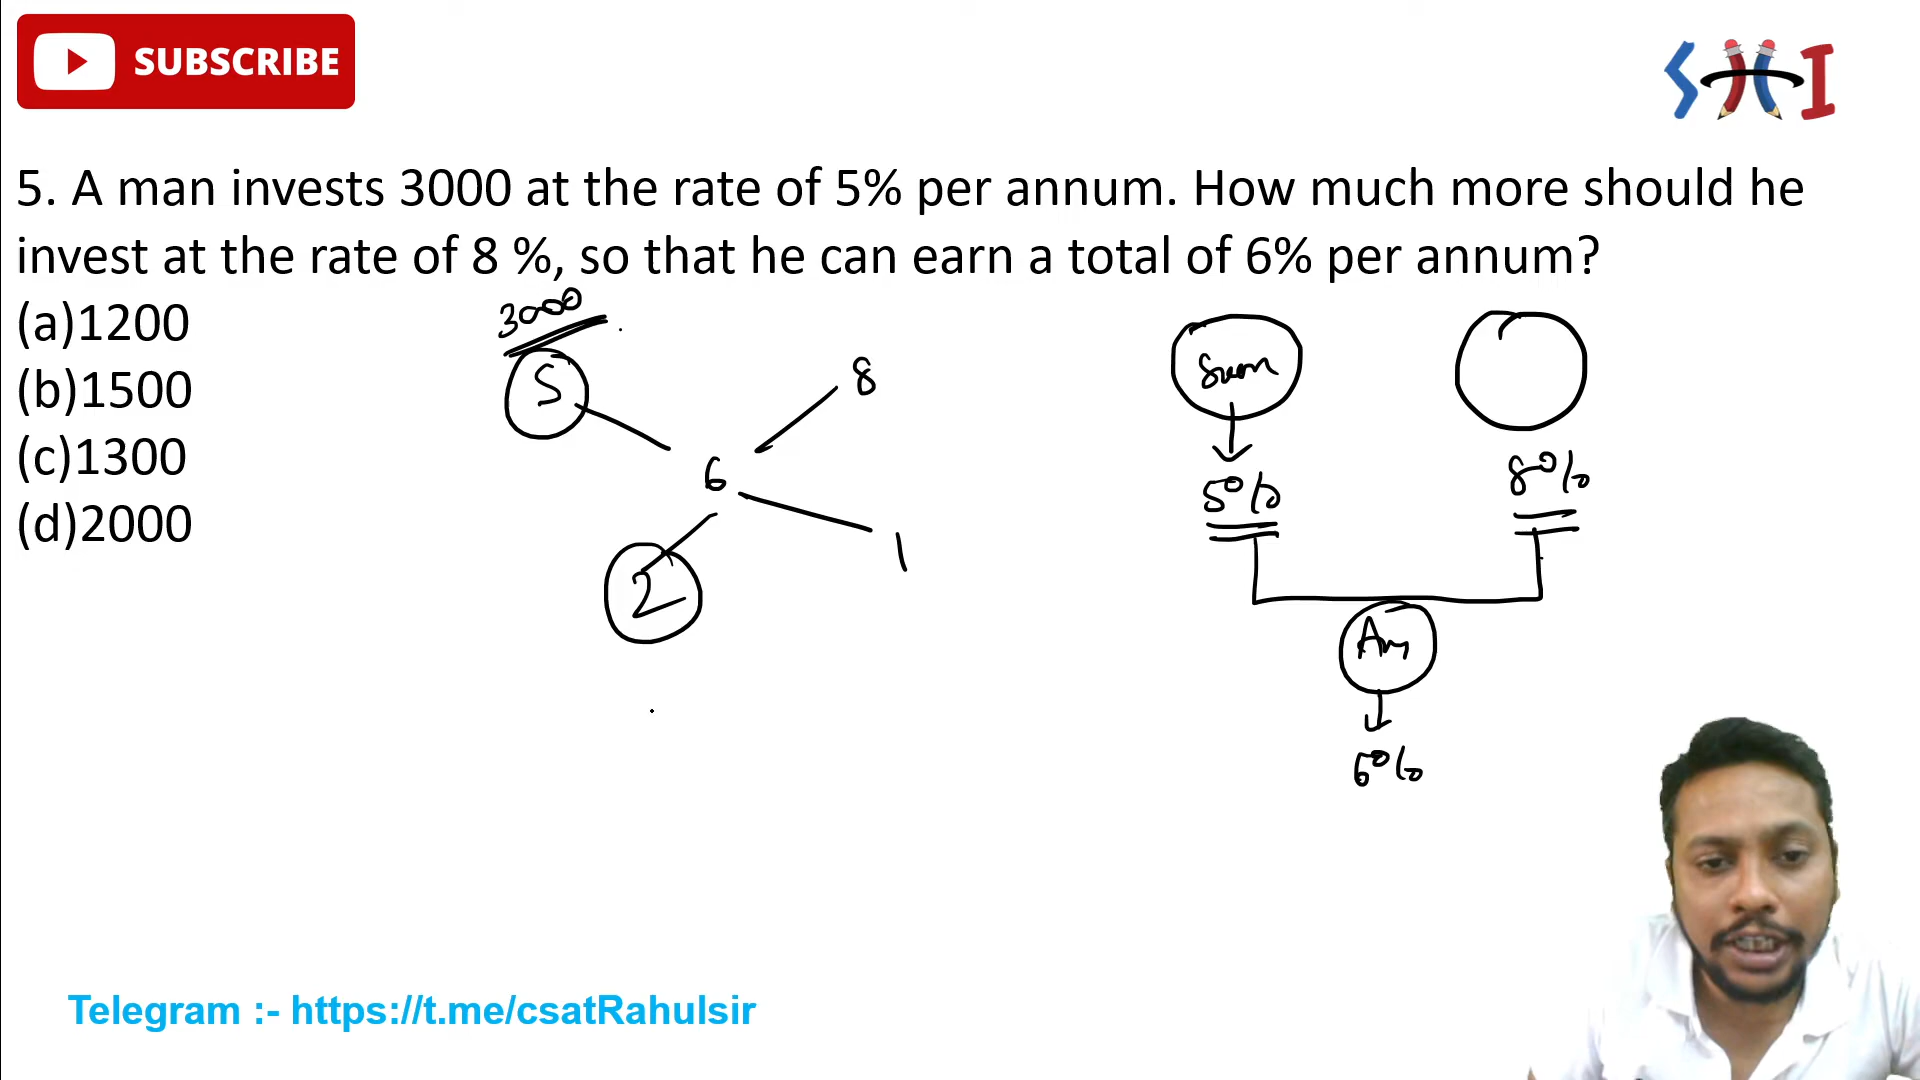 SUBSCRIBE
SHI
5. A man invests 3000 at the rate of 5% per annum. How much more should he
invest at the rate of 8 %, so that he can earn a total of 6% per annum?
(a)1200
(b)1500
(c)1300
(d)2000
3000
5
8
6
2
1
Sum
5%
8%
Am
6%
Telegram :- https://t.me/csatRahulsir